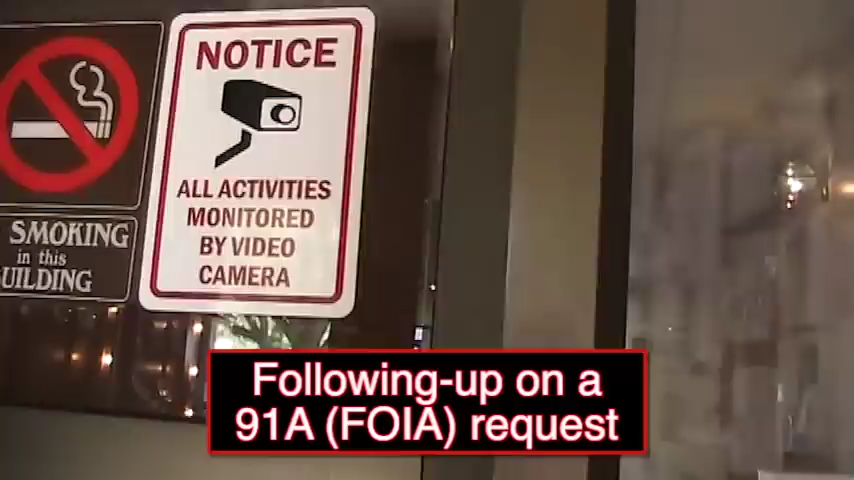 NOTICE
ALL ACTIVITIES
MONITORED
BY VIDEO
CAMERA
SMOKING
in this
UILDING
Following-up on a
91A (FOIA) request